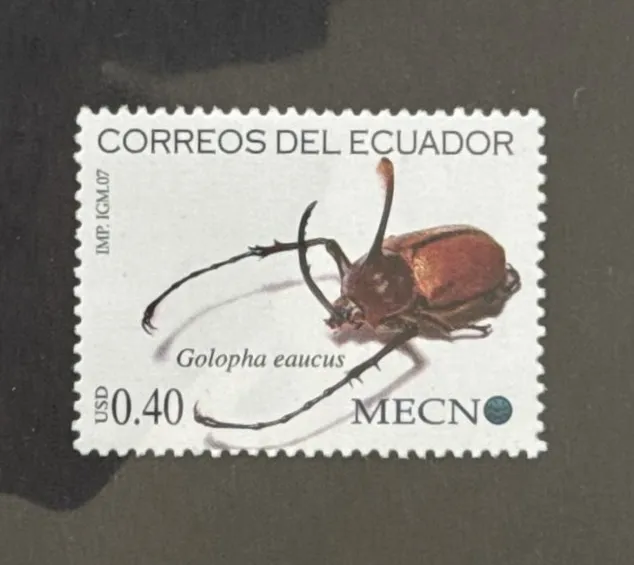 CORREOS DEL ECUADOR
IMP. IGM.07
Golopha eaucus
USD 0.40
MECN